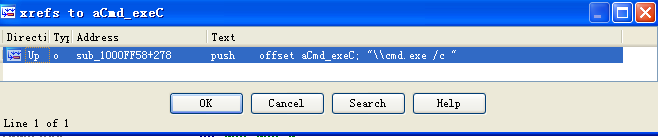 xrefs to aCmd_exeC
Directi Typ Address Text
Up o sub_1000FF58+278 push offset aCmd_exeC; "\\cmd.exe /c "
OK Cancel Search Help
Line 1 of 1